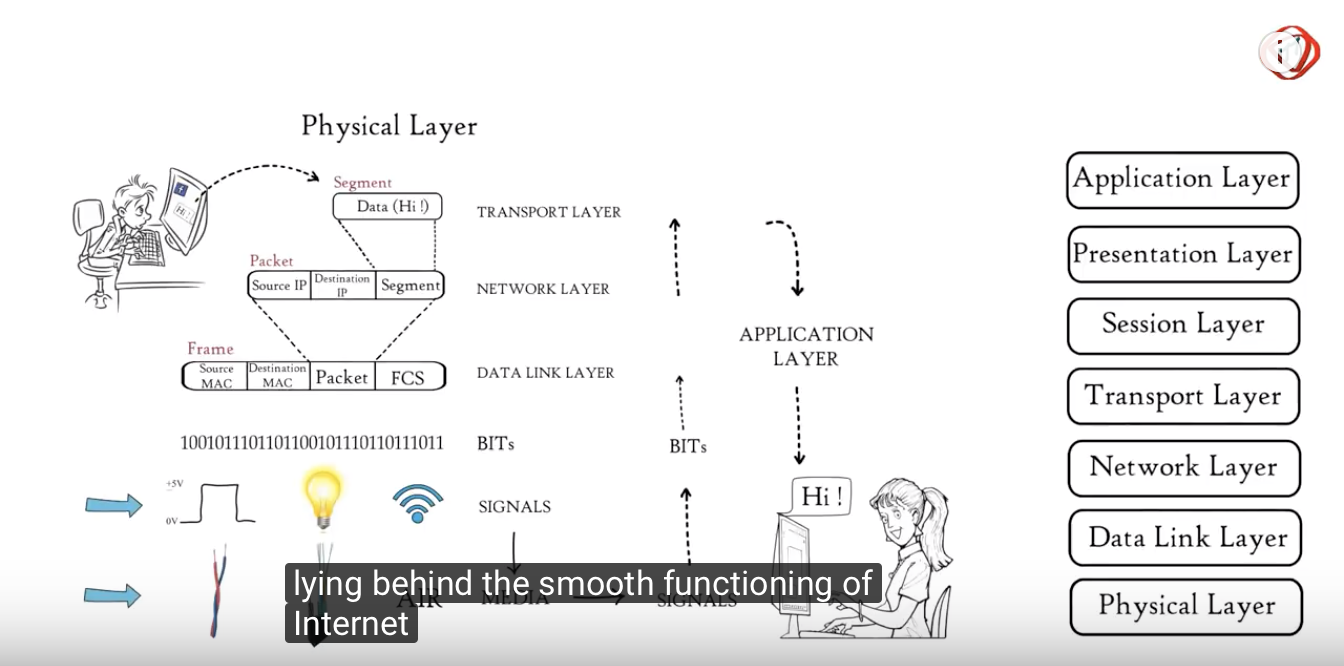 Physical Layer
Segment
Data (Hi !)
TRANSPORT LAYER
Packet
Source IP
Destination IP
Segment
NETWORK LAYER
Frame
Source MAC
Destination MAC
Packet
FCS
DATA LINK LAYER
100101110110110010111011011011
BITs
+5V
0V
SIGNALS
AIR
MEDIA
SIGNALS
BITs
APPLICATION
LAYER
Hi !
Hi !
lying behind the smooth functioning of
Internet
Application Layer
Presentation Layer
Session Layer
Transport Layer
Network Layer
Data Link Layer
Physical Layer